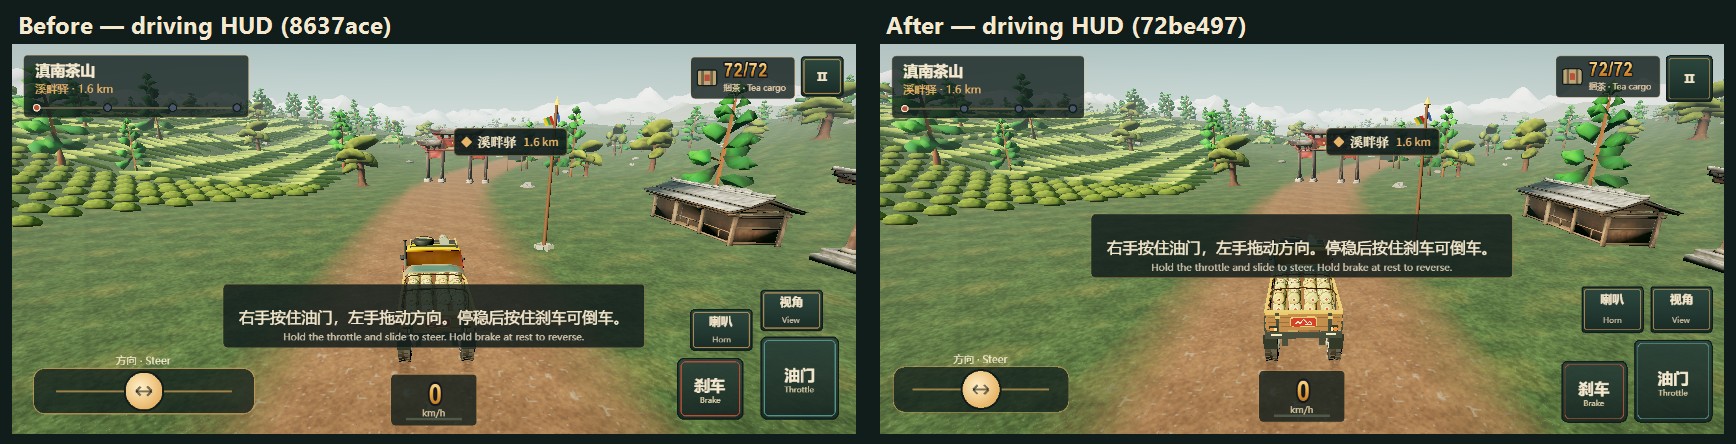 Before — driving HUD (8637ace)
滇南茶山
溪畔驿 · 1.6 km
72/72
团茶 · Tea cargo
II
溪畔驿 1.6 km
右手按住油门，左手拖动方向。停稳后按住刹车可倒车。
Hold the throttle and slide to steer. Hold brake at rest to reverse.
视角
View
喇叭
Horn
方向 · Steer
0
km/h
刹车
Brake
油门
Throttle
After — driving HUD (72be497)
滇南茶山
溪畔驿 · 1.6 km
72/72
团茶 · Tea cargo
II
溪畔驿 1.6 km
右手按住油门，左手拖动方向。停稳后按住刹车可倒车。
Hold the throttle and slide to steer. Hold brake at rest to reverse.
喇叭
Horn
视角
View
方向 · Steer
0
km/h
刹车
Brake
油门
Throttle